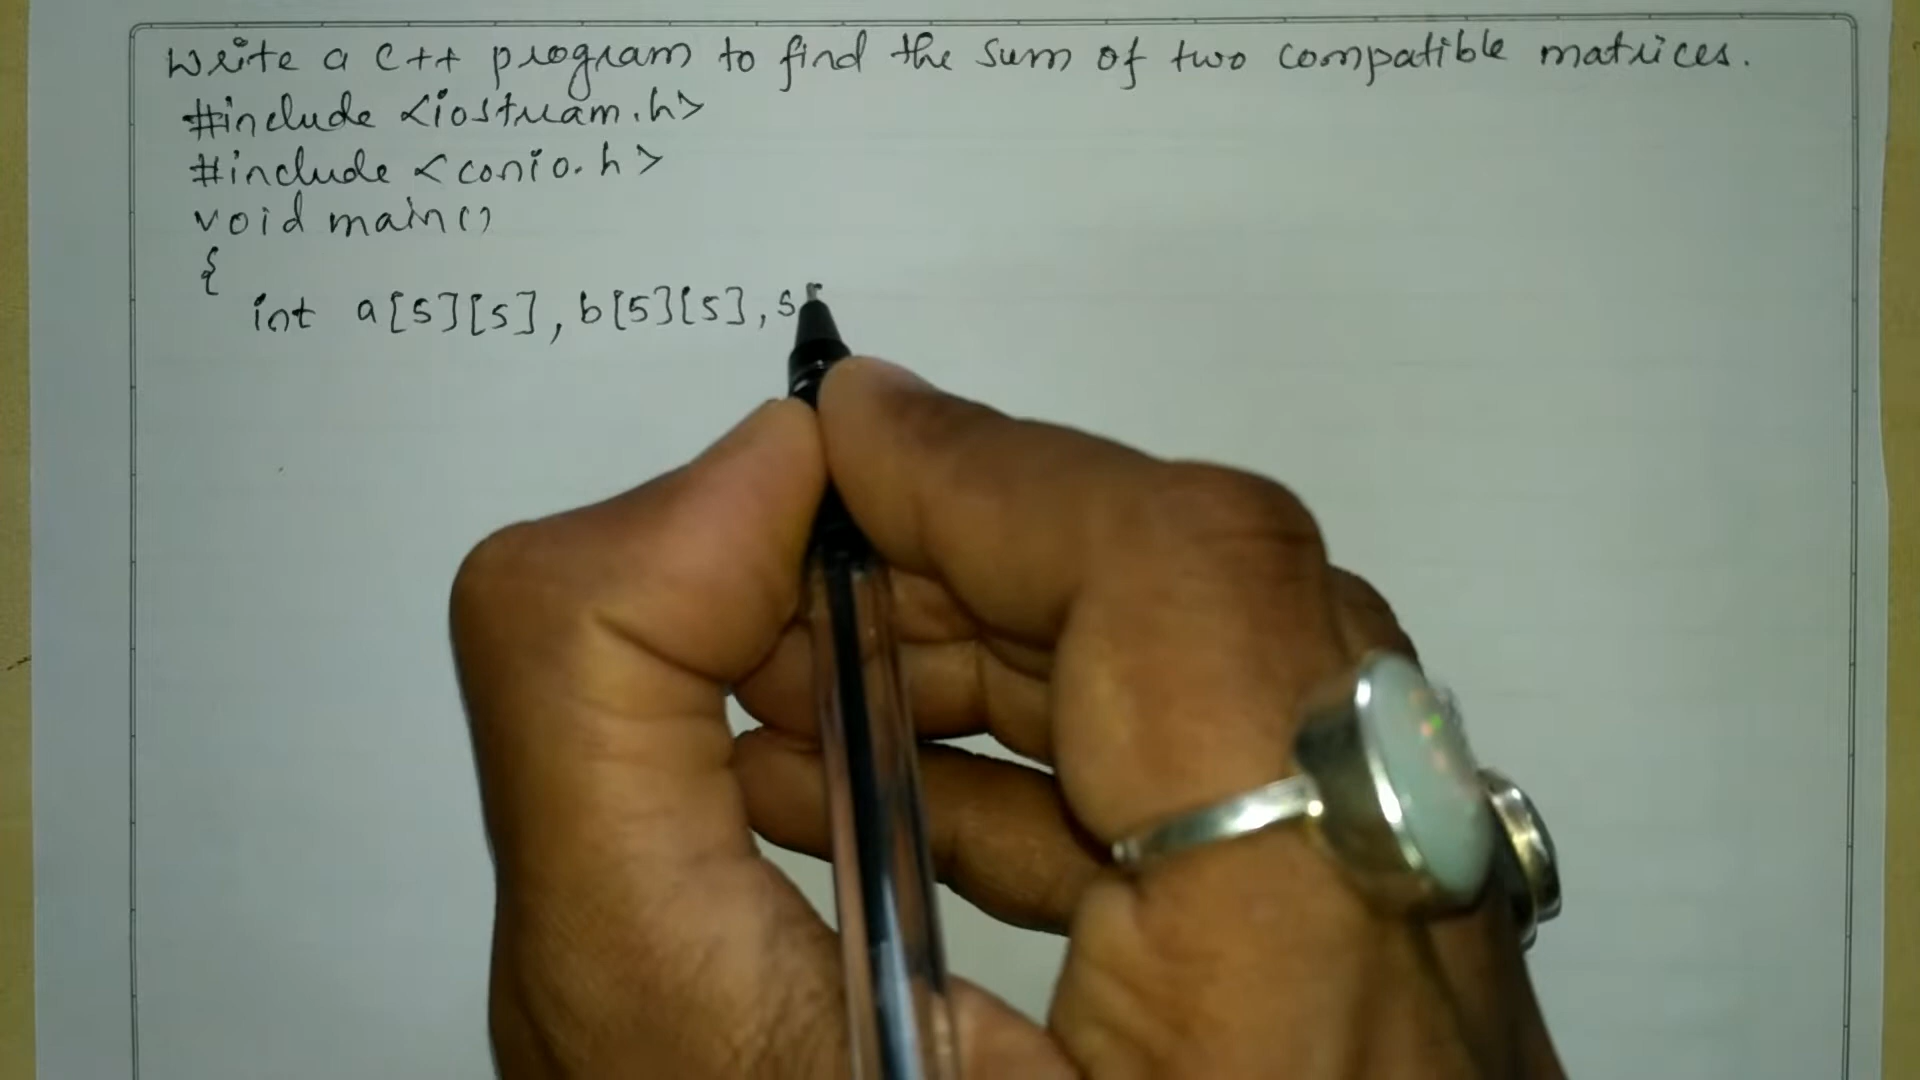 Write a C++ program to find the sum of two compatible matrices.
#include <iostream.h>
#include <conio.h>
void main()
{
int a[5][5], b[5][5], s